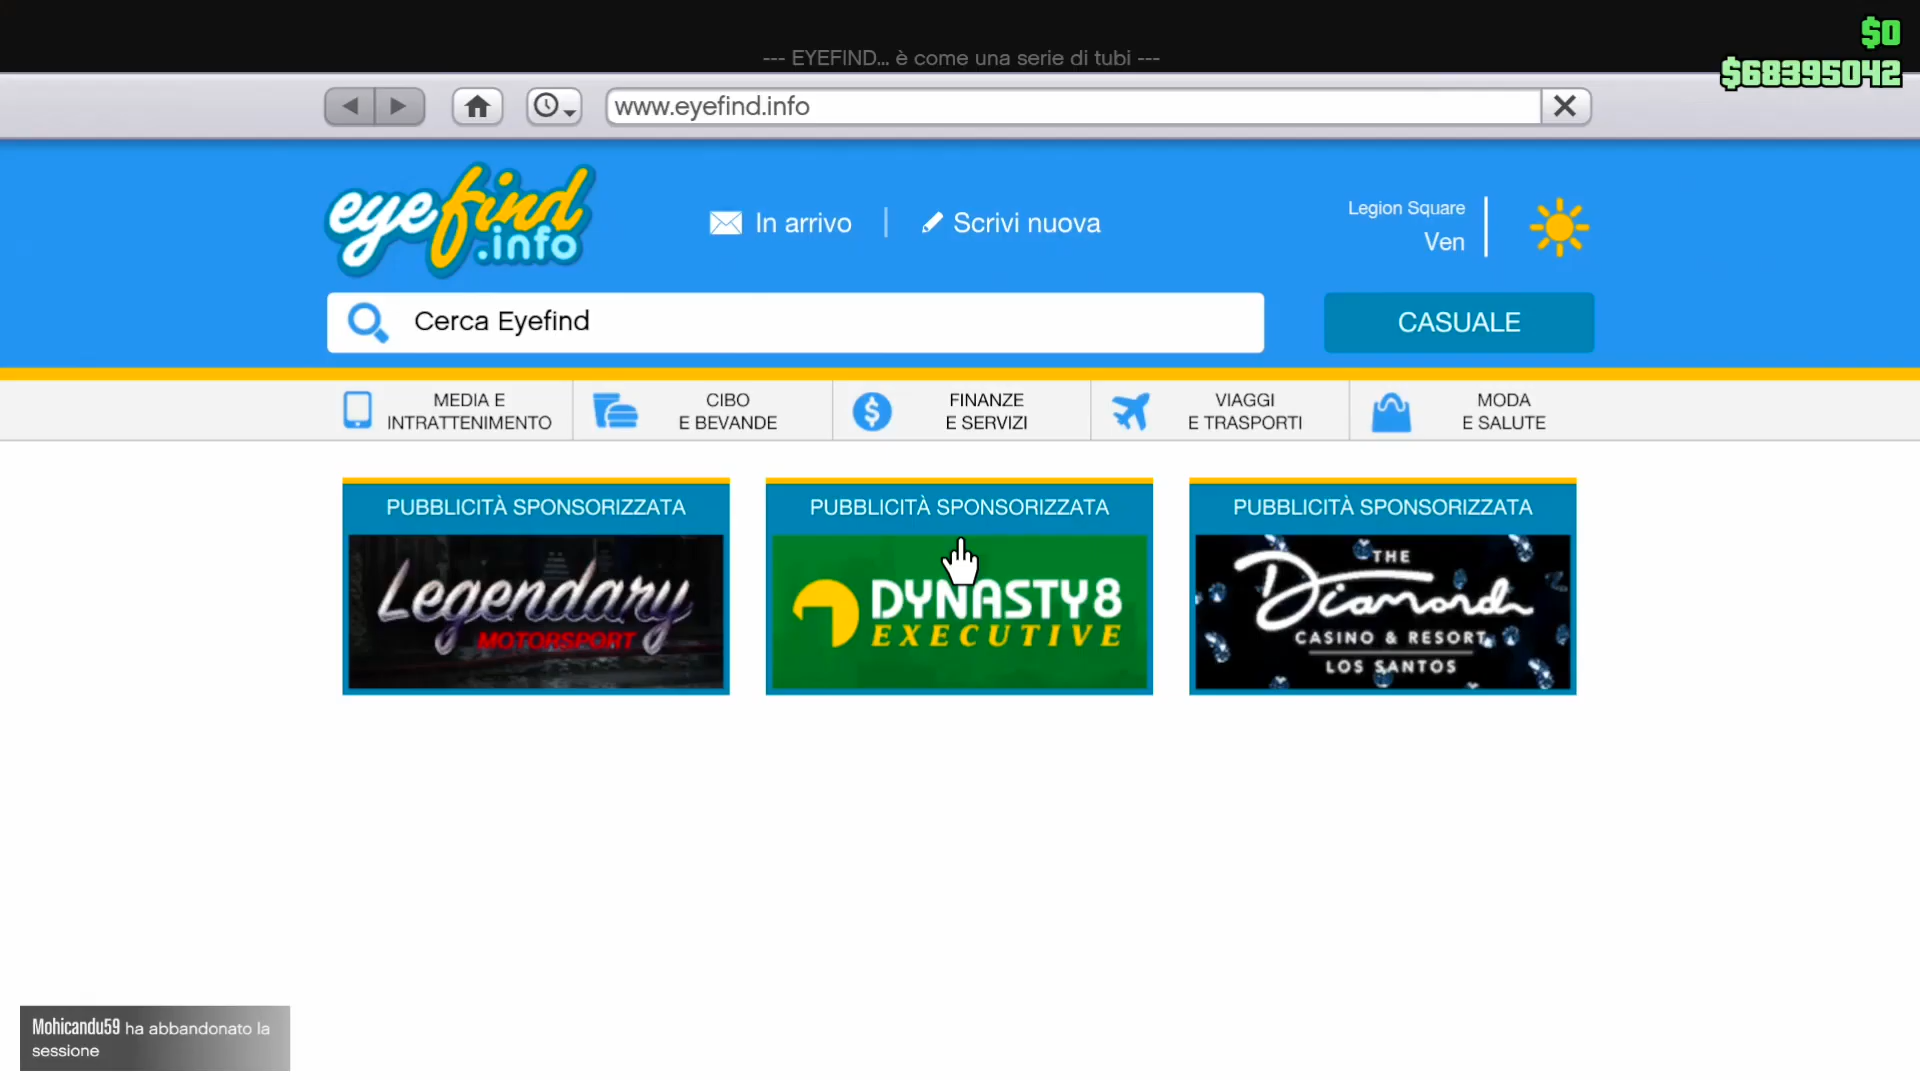 $0
--- EYEFIND... è come una serie di tubi ---
$68395042
www.eyefind.info
eyefind
.info
In arrivo
Scrivi nuova
Legion Square
Ven
Cerca Eyefind
CASUALE
MEDIA E
INTRATTENIMENTO
CIBO
E BEVANDE
FINANZE
E SERVIZI
VIAGGI
E TRASPORTI
MODA
E SALUTE
PUBBLICITÀ SPONSORIZZATA
Legendary
MOTORSPORT
PUBBLICITÀ SPONSORIZZATA
DYNASTY8
EXECUTIVE
PUBBLICITÀ SPONSORIZZATA
THE
Diamond
CASINO & RESORT
LOS SANTOS
Mohicandu59 ha abbandonato la
sessione